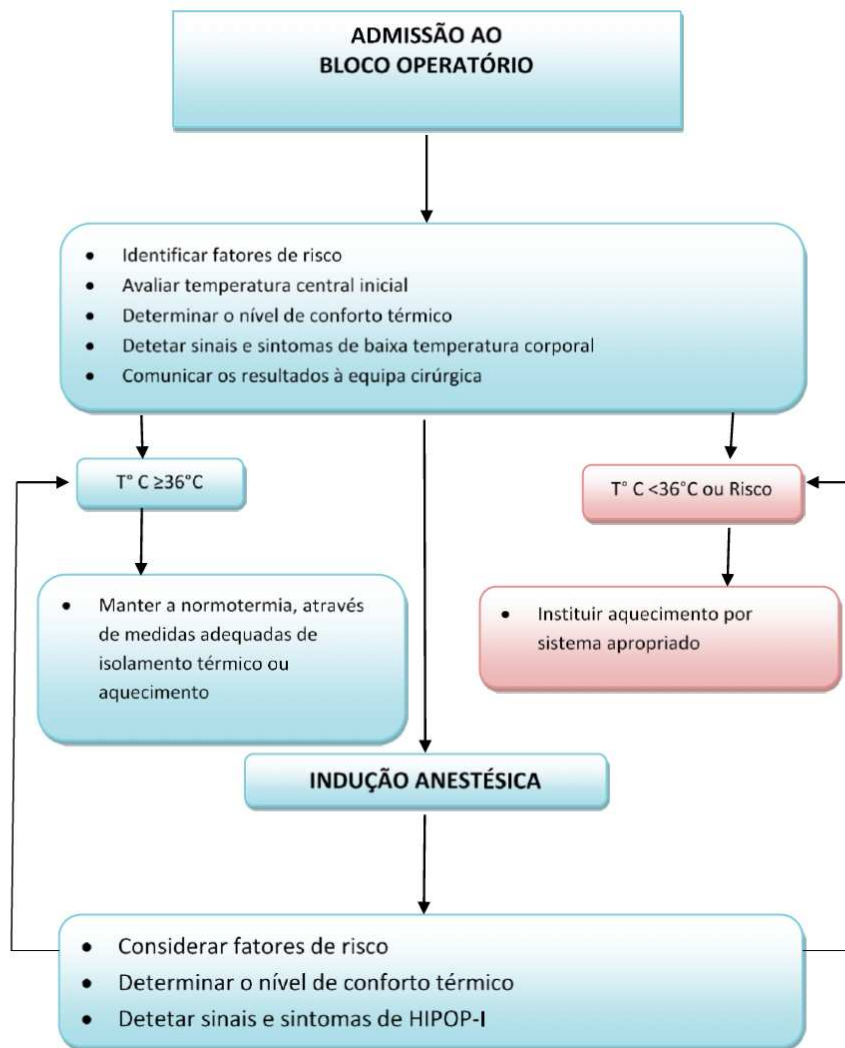 ADMISSÃO AO
BLOCO OPERATÓRIO
• Identificar fatores de risco
• Avaliar temperatura central inicial
• Determinar o nível de conforto térmico
• Detetar sinais e sintomas de baixa temperatura corporal
• Comunicar os resultados à equipa cirúrgica
T° C ≥36°C
T° C <36°C ou Risco
• Manter a normotermia, através
de medidas adequadas de
isolamento térmico ou
aquecimento
• Instituir aquecimento por
sistema apropriado
INDUÇÃO ANESTÉSICA
• Considerar fatores de risco
• Determinar o nível de conforto térmico
• Detetar sinais e sintomas de HIPOP-I